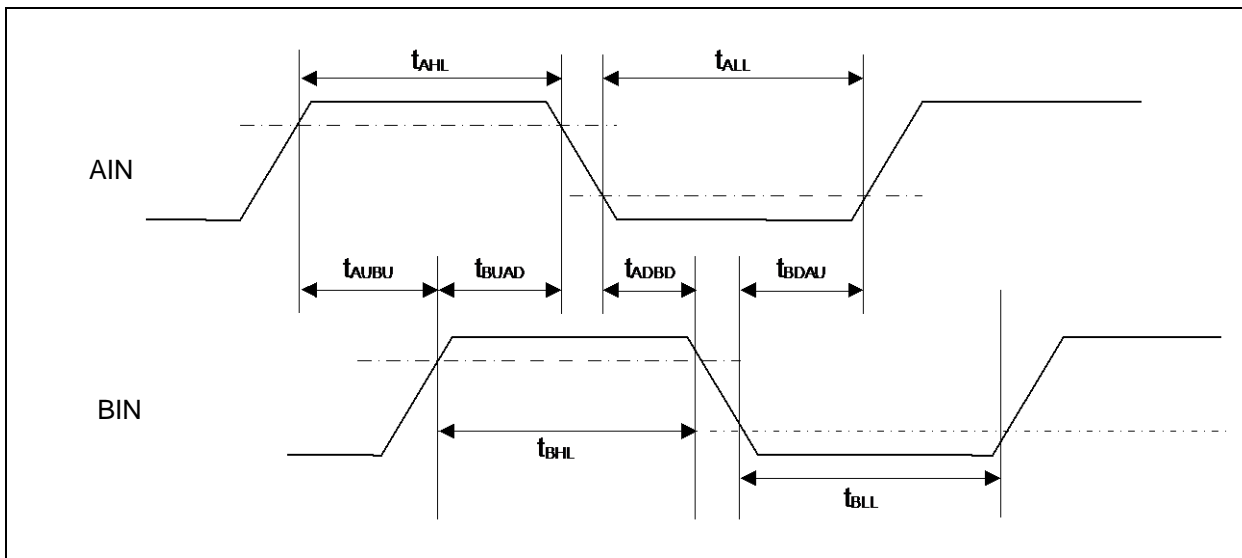 tAHL tALL
AIN
tAUBU tBUAD tADBD tBDAU
BIN
tBHL
tBLL